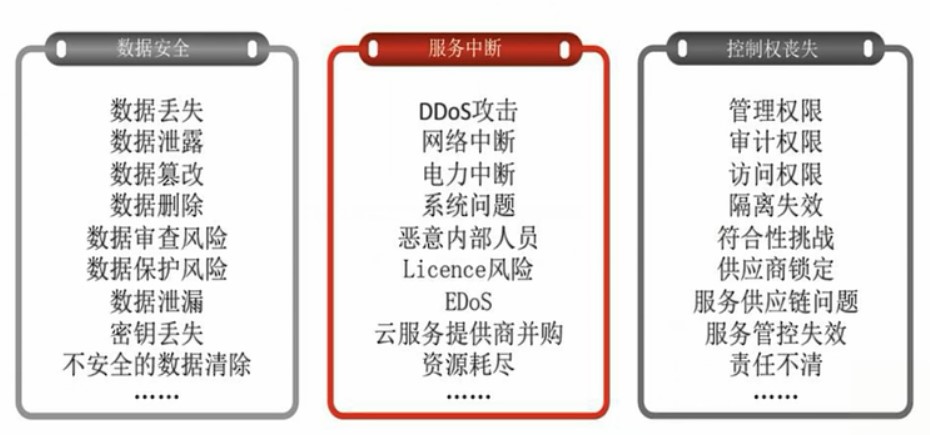 数据安全
数据丢失
数据泄露
数据篡改
数据删除
数据审查风险
数据保护风险
数据泄漏
密钥丢失
不安全的数据清除
……
服务中断
DDoS攻击
网络中断
电力中断
系统问题
恶意内部人员
Licence风险
EDoS
云服务提供商并购
资源耗尽
……
控制权丧失
管理权限
审计权限
访问权限
隔离失效
符合性挑战
供应商锁定
服务供应链问题
服务管控失效
责任不清
……